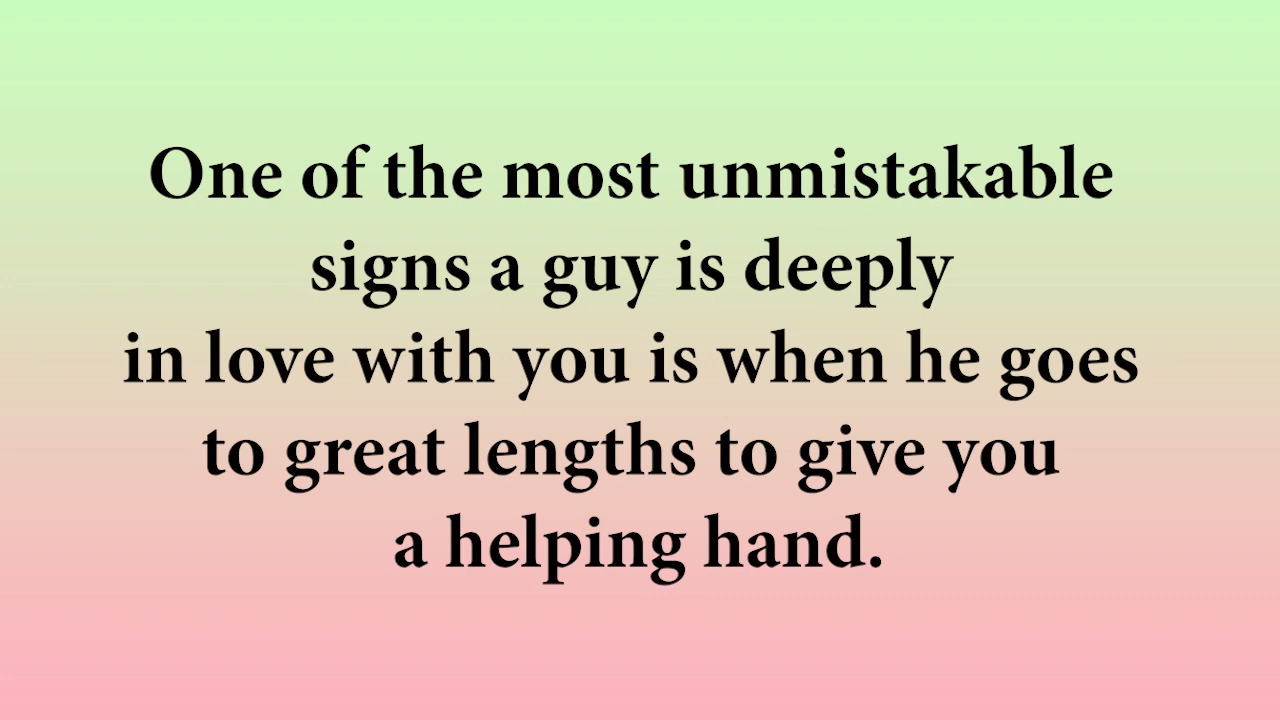 One of the most unmistakable
signs a guy is deeply
in love with you is when he goes
to great lengths to give you
a helping hand.